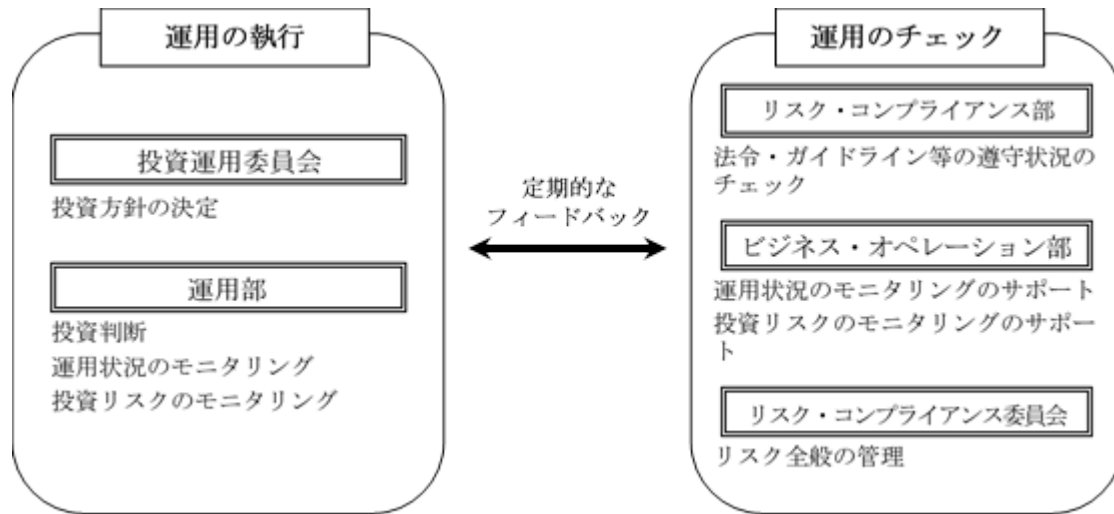 運用の執行
投資運用委員会
投資方針の決定
運用部
投資判断
運用状況のモニタリング
投資リスクのモニタリング
定期的な
フィードバック
運用のチェック
リスク・コンプライアンス部
法令・ガイドライン等の遵守状況の
チェック
ビジネス・オペレーション部
運用状況のモニタリングのサポート
投資リスクのモニタリングのサポー
ト
リスク・コンプライアンス委員会
リスク全般の管理